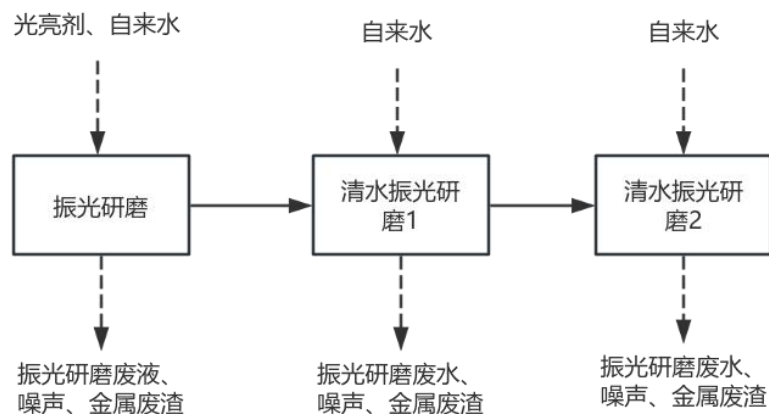 光亮剂、自来水
自来水
自来水
振光研磨
清水振光研
磨1
清水振光研
磨2
振光研磨废液、
噪声、金属废渣
振光研磨废水、
噪声、金属废渣
振光研磨废水、
噪声、金属废渣